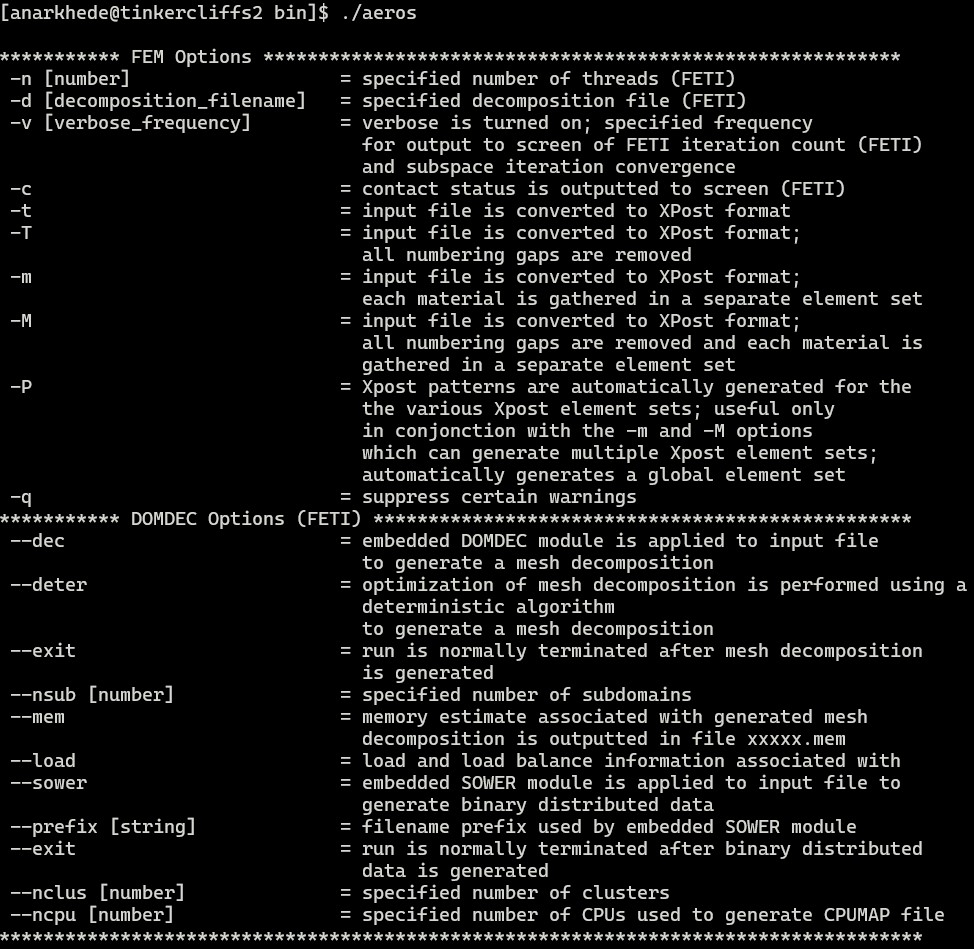 [anarkhede@tinkercliffs2 bin]$ ./aeros
*********** FEM Options **********************************************************
-n [number] = specified number of threads (FETI)
-d [decomposition_filename] = specified decomposition file (FETI)
-v [verbose_frequency] = verbose is turned on; specified frequency
for output to screen of FETI iteration count (FETI)
and subspace iteration convergence
-c = contact status is outputted to screen (FETI)
-t = input file is converted to XPost format
-T = input file is converted to XPost format;
all numbering gaps are removed
-m = input file is converted to XPost format;
each material is gathered in a separate element set
-M = input file is converted to XPost format;
all numbering gaps are removed and each material is
gathered in a separate element set
-P = Xpost patterns are automatically generated for the
the various Xpost element sets; useful only
in conjonction with the -m and -M options
which can generate multiple Xpost element sets;
automatically generates a global element set
-q = suppress certain warnings
*********** DOMDEC Options (FETI) *************************************************
--dec = embedded DOMDEC module is applied to input file
to generate a mesh decomposition
--deter = optimization of mesh decomposition is performed using a
deterministic algorithm
to generate a mesh decomposition
--exit = run is normally terminated after mesh decomposition
is generated
--nsub [number] = specified number of subdomains
--mem = memory estimate associated with generated mesh
decomposition is outputted in file xxxxx.mem
--load = load and load balance information associated with
--sower = embedded SOWER module is applied to input file to
generate binary distributed data
--prefix [string] = filename prefix used by embedded SOWER module
--exit = run is normally terminated after binary distributed
data is generated
--nclus [number] = specified number of clusters
--ncpu [number] = specified number of CPUs used to generate CPUMAP file
************************************************************************************